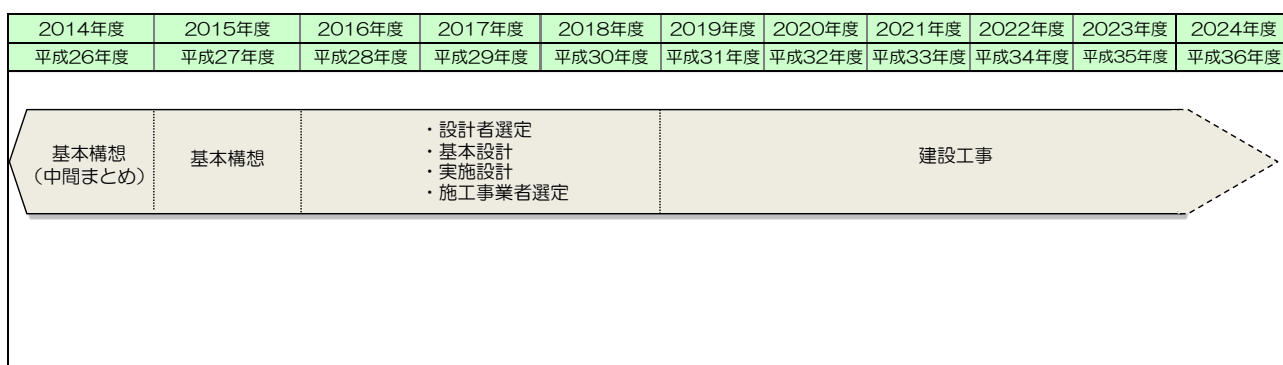 2014年度 2015年度 2016年度 2017年度 2018年度 2019年度 2020年度 2021年度 2022年度 2023年度 2024年度
平成26年度 平成27年度 平成28年度 平成29年度 平成30年度 平成31年度 平成32年度 平成33年度 平成34年度 平成35年度 平成36年度
基本構想
（中間まとめ）
基本構想
・設計者選定
・基本設計
・実施設計
・施工事業者選定
建設工事